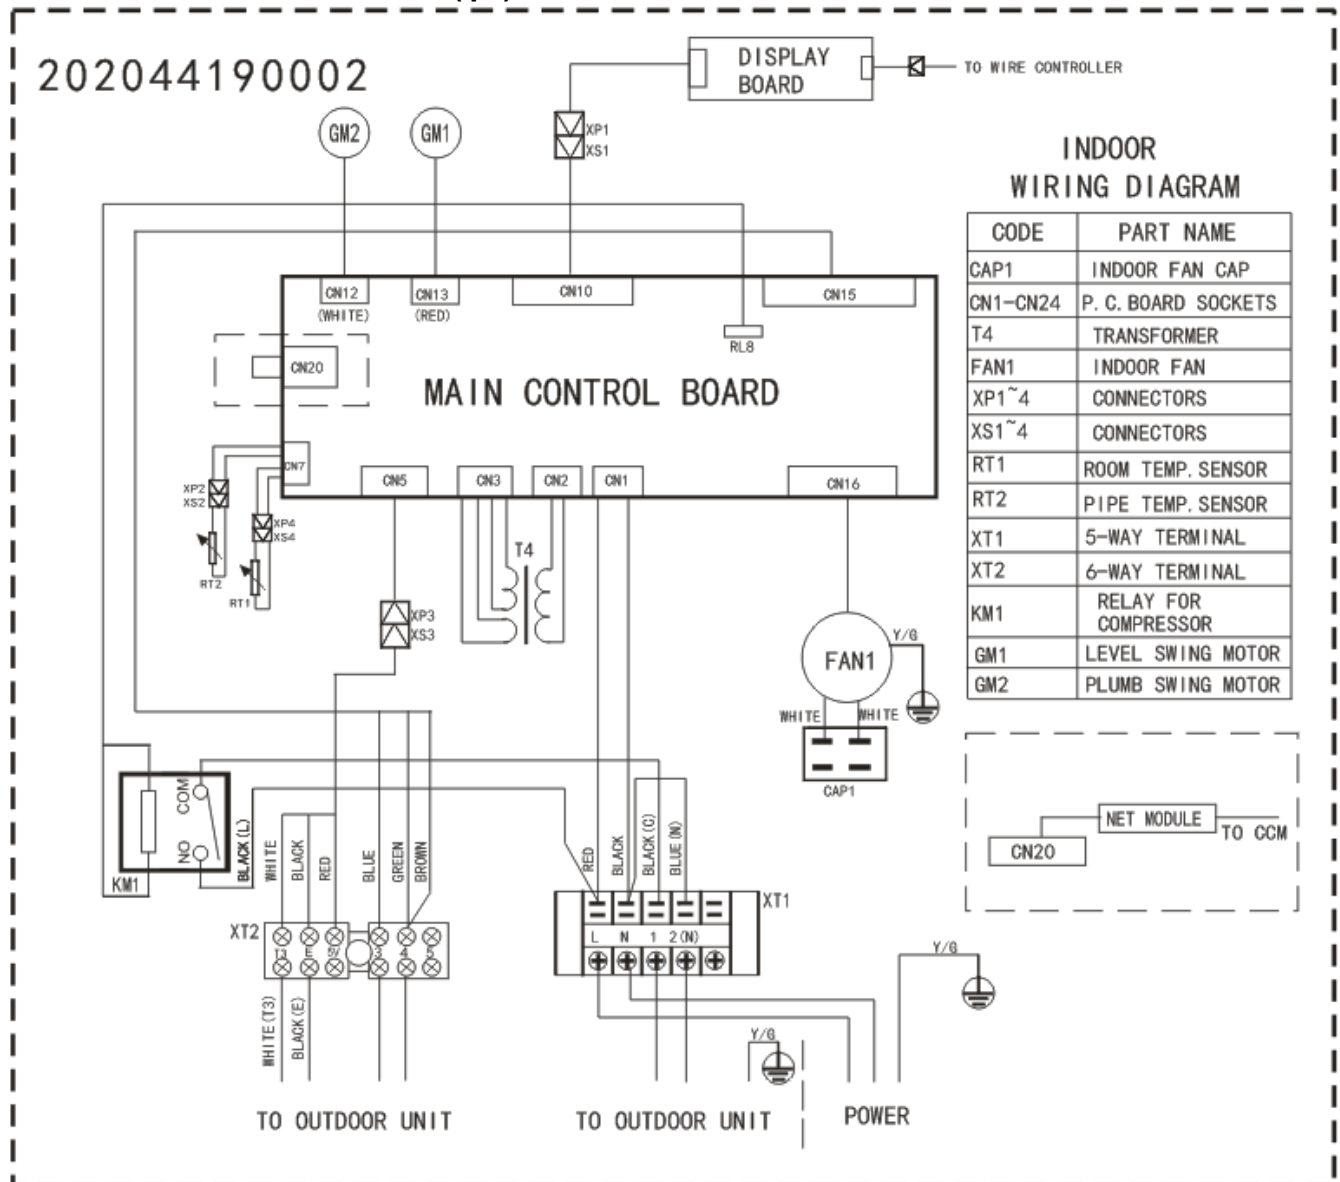 202044190002
DISPLAY
BOARD
TO WIRE CONTROLLER
GM2
GM1
XP1
XS1
INDOOR
WIRING DIAGRAM
CODE PART NAME
CAP1 INDOOR FAN CAP
CN1-CN24 P.C.BOARD SOCKETS
T4 TRANSFORMER
FAN1 INDOOR FAN
XP1~4 CONNECTORS
XS1~4 CONNECTORS
RT1 ROOM TEMP.SENSOR
RT2 PIPE TEMP.SENSOR
XT1 5-WAY TERMINAL
XT2 6-WAY TERMINAL
KM1 RELAY FOR
COMPRESSOR
GM1 LEVEL SWING MOTOR
GM2 PLUMB SWING MOTOR
CN12
(WHITE)
CN13
(RED)
CN10
CN15
RL8
CN20
MAIN CONTROL BOARD
CN7
CN5
CN3
CN2
CN1
CN16
XP2
XS2
XP4
XS4
RT2
RT1
T4
XP3
XS3
FAN1
Y/G
WHITE
WHITE
CAP1
COM
NO
KM1
BLACK(L)
WHITE
BLACK
RED
BLUE
GREEN
BROWN
RED
BLACK
BLACK(C)
BLUE(N)
XT2
E
3
4
5
XT1
L N 1 2(N)
WHITE(T3)
BLACK(E)
Y/G
Y/G
TO OUTDOOR UNIT
TO OUTDOOR UNIT
POWER
NET MODULE
TO CCM
CN20